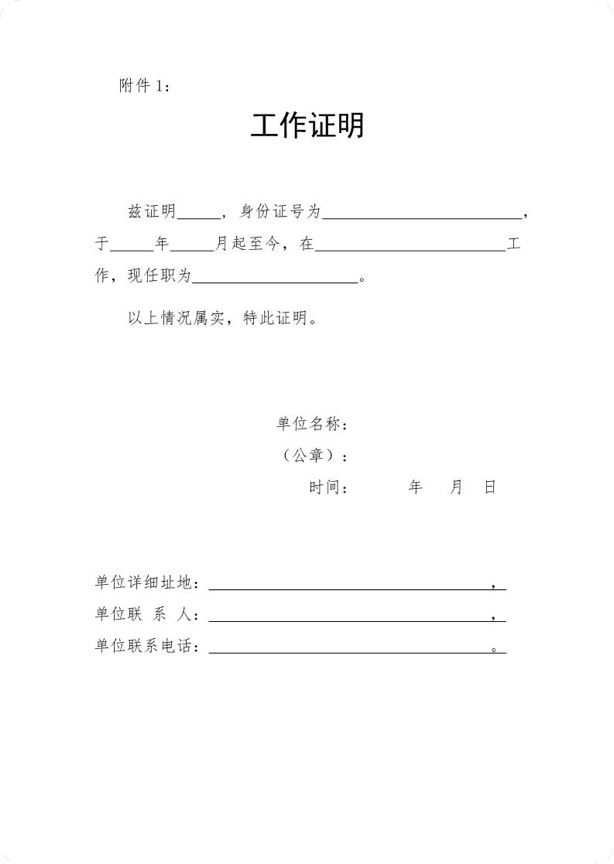 附件1：
工作证明
兹证明_____，身份证号为_______________________，
于_____年_____月起至今，在______________________工
作，现任职为___________________。
以上情况属实，特此证明。
单位名称：
（公章）：
时间：　　　年　月　日
单位详细址地：_________________________________，
单位联 系 人：_________________________________，
单位联系电话：_________________________________。